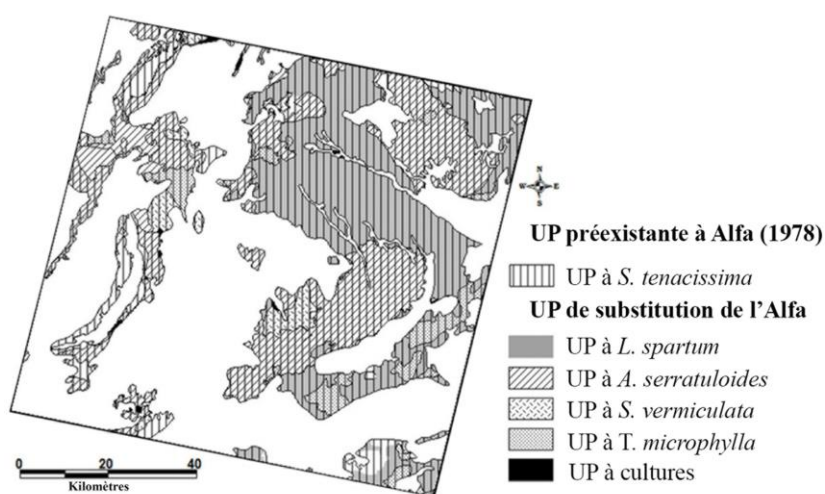 N
W E
S
UP préexistante à Alfa (1978)
UP à S. tenacissima
UP de substitution de l'Alfa
UP à L. spartum
UP à A. serratuloides
UP à S. vermiculata
UP à T. microphylla
UP à cultures
0 20 40
Kilomètres